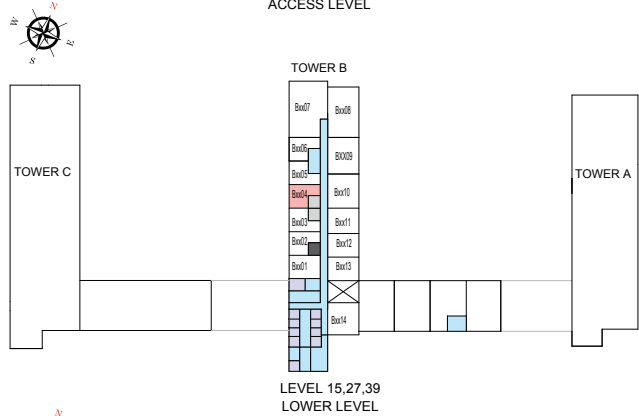 ACCESS LEVEL
N
W
E
S
TOWER B
Bxx07
Bxx08
Bxx06
BXX09
Bxx05
TOWER C
TOWER A
Bxx04
Bxx10
Bxx03
Bxx11
Bxx02
Bxx12
Bxx01
Bxx13
Bxx14
LEVEL 15,27,39
LOWER LEVEL
N